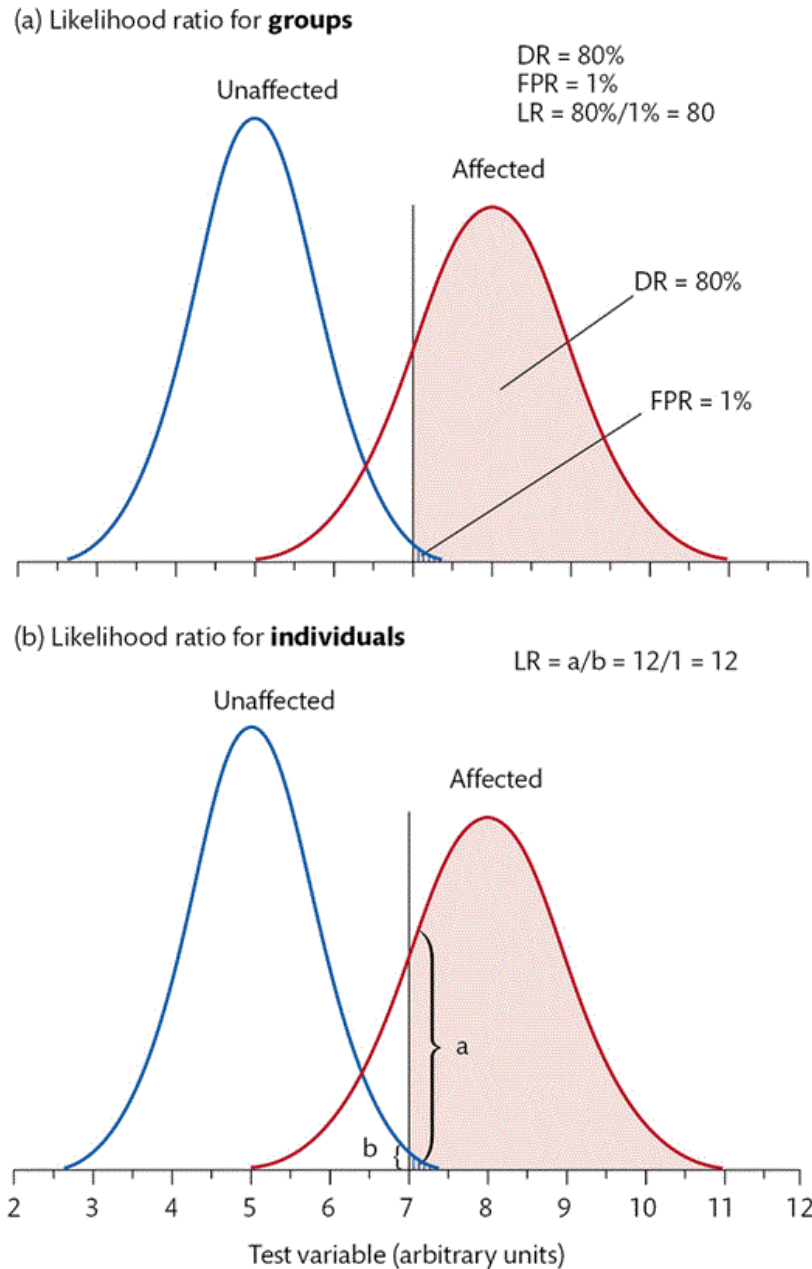 (a) Likelihood ratio for groups
DR = 80%
FPR = 1%
LR = 80%/1% = 80
Unaffected
Affected
DR = 80%
FPR = 1%
(b) Likelihood ratio for individuals
LR = a/b = 12/1 = 12
Unaffected
Affected
a
b
2 3 4 5 6 7 8 9 10 11 12
Test variable (arbitrary units)